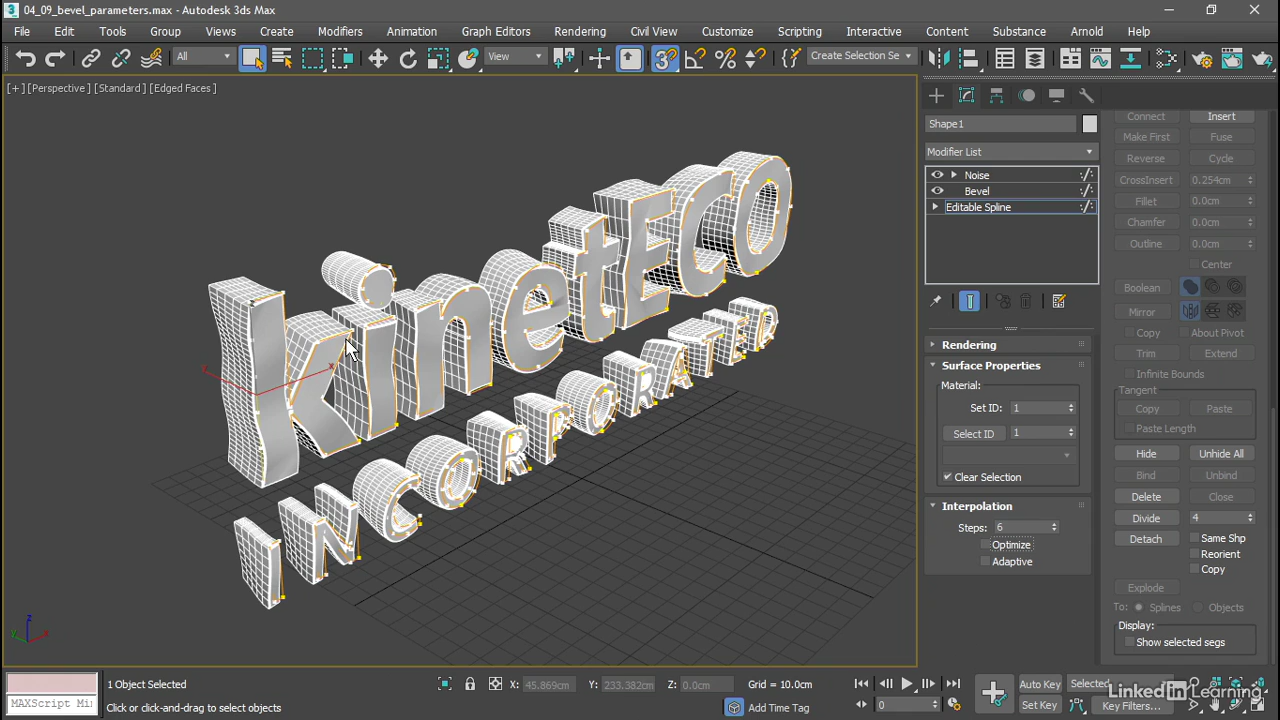 04_09_bevel_parameters.max - Autodesk 3ds Max
File Edit Tools Group Views Create Modifiers Animation Graph Editors Rendering Civil View Customize Scripting Interactive Content Substance Arnold Help
All View Create Selection Se
[+] [Perspective] [Standard] [Edged Faces]
Shape1
Modifier List
Noise
Bevel
Editable Spline
Rendering
Surface Properties
Material:
Set ID: 1
Select ID 1
Clear Selection
Interpolation
Steps: 6
Optimize
Adaptive
Connect Insert
Make First Fuse
Reverse Cycle
CrossInsert 0.254cm
Fillet 0.0cm
Chamfer 0.0cm
Outline 0.0cm
Center
Boolean
Mirror
Copy About Pivot
Trim Extend
Infinite Bounds
Tangent
Copy Paste
Paste Length
Hide Unhide All
Bind Unbind
Delete Close
Divide 4
Detach Same Shp
Reorient
Copy
Explode
To: Splines Objects
Display:
Show selected segs
kinetECO
INCORPORATED
x y
z x y
1 Object Selected
X: 45.869cm Y: 233.382cm Z: 0.0cm Grid = 10.0cm
Auto Key Selected
MAXScript Mi
Click or click-and-drag to select objects
Add Time Tag
0
Set Key Key Filters...
Linked in Learning